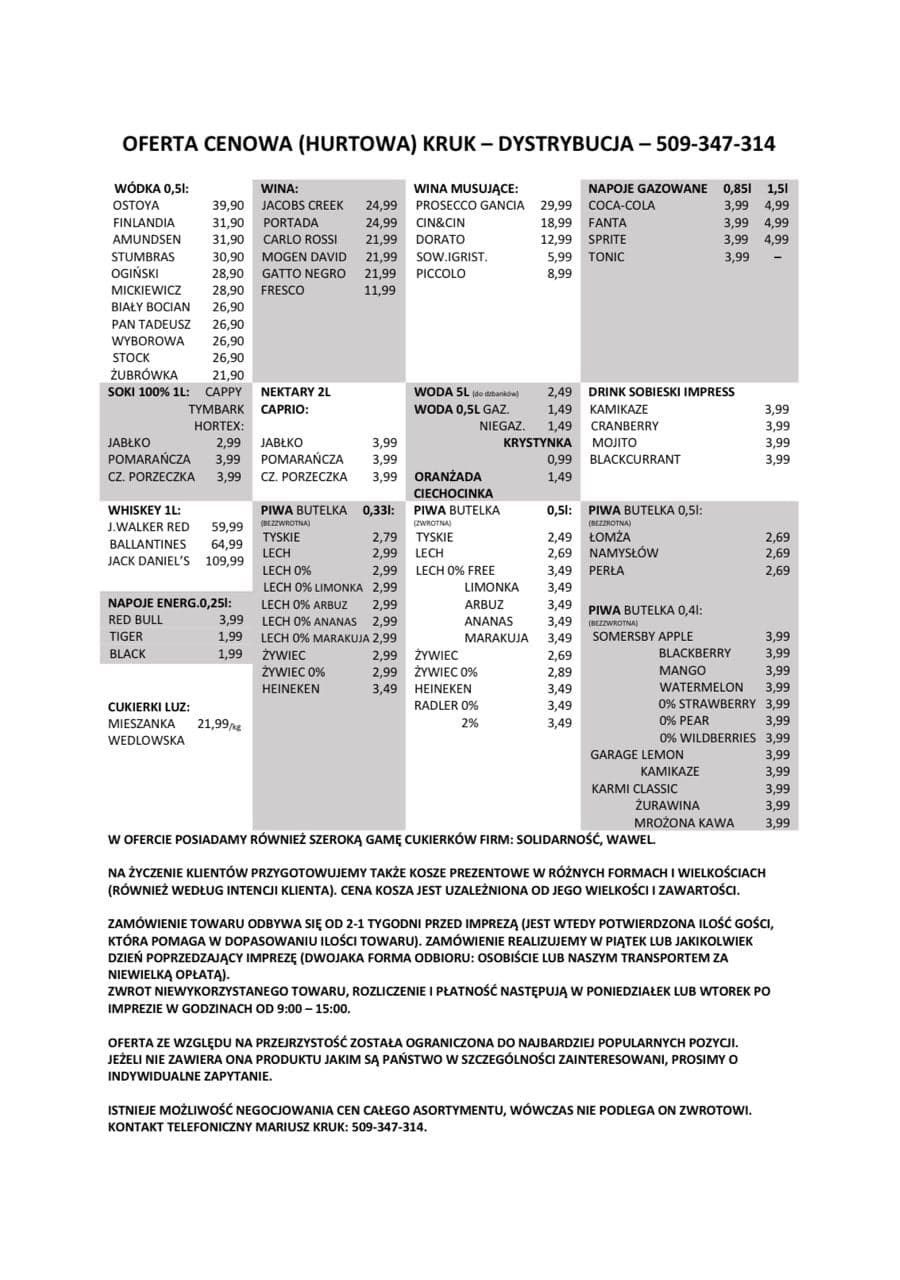 OFERTA CENOWA (HURTOWA) KRUK – DYSTRYBUCJA – 509-347-314
WÓDKA 0,5l:
OSTOYA 39,90
FINLANDIA 31,90
AMUNDSEN 31,90
STUMBRAS 30,90
OGIŃSKI 28,90
MICKIEWICZ 28,90
BIAŁY BOCIAN 26,90
PAN TADEUSZ 26,90
WYBOROWA 26,90
STOCK 26,90
ŻUBRÓWKA 21,90
WINA:
JACOBS CREEK 24,99
PORTADA 24,99
CARLO ROSSI 21,99
MOGEN DAVID 21,99
GATTO NEGRO 21,99
FRESCO 11,99
WINA MUSUJĄCE:
PROSECCO GANCIA 29,99
CIN&CIN 18,99
DORATO 12,99
SOW.IGRIST. 5,99
PICCOLO 8,99
NAPOJE GAZOWANE 0,85l 1,5l
COCA-COLA 3,99 4,99
FANTA 3,99 4,99
SPRITE 3,99 4,99
TONIC 3,99 –
SOKI 100% 1L: CAPPY
TYMBARK
HORTEX:
JABŁKO 2,99
POMARAŃCZA 3,99
CZ. PORZECZKA 3,99
NEKTARY 2L
CAPRIO:
JABŁKO 3,99
POMARAŃCZA 3,99
CZ. PORZECZKA 3,99
WODA 5L (do dzbanków) 2,49
WODA 0,5L GAZ. 1,49
NIEGAZ. 1,49
KRYSTYNKA
0,99
ORANŻADA 1,49
CIECHOCINKA
DRINK SOBIESKI IMPRESS
KAMIKAZE 3,99
CRANBERRY 3,99
MOJITO 3,99
BLACKCURRANT 3,99
WHISKEY 1L:
J.WALKER RED 59,99
BALLANTINES 64,99
JACK DANIEL'S 109,99
NAPOJE ENERG.0,25l:
RED BULL 3,99
TIGER 1,99
BLACK 1,99
CUKIERKI LUZ:
MIESZANKA 21,99/kg
WEDLOWSKA
PIWA BUTELKA 0,33l:
(BEZZWROTNA)
TYSKIE 2,79
LECH 2,99
LECH 0% 2,99
LECH 0% LIMONKA 2,99
LECH 0% ARBUZ 2,99
LECH 0% ANANAS 2,99
LECH 0% MARAKUJA 2,99
ŻYWIEC 2,99
ŻYWIEC 0% 2,99
HEINEKEN 3,49
PIWA BUTELKA 0,5l:
(ZWROTNA)
TYSKIE 2,49
LECH 2,69
LECH 0% FREE 3,49
LIMONKA 3,49
ARBUZ 3,49
ANANAS 3,49
MARAKUJA 3,49
ŻYWIEC 2,69
ŻYWIEC 0% 2,89
HEINEKEN 3,49
RADLER 0% 3,49
2% 3,49
PIWA BUTELKA 0,5l:
(BEZZROTNA)
ŁOMŻA 2,69
NAMYSŁÓW 2,69
PERŁA 2,69
PIWA BUTELKA 0,4l:
(BEZZWROTNA)
SOMERSBY APPLE 3,99
BLACKBERRY 3,99
MANGO 3,99
WATERMELON 3,99
0% STRAWBERRY 3,99
0% PEAR 3,99
0% WILDBERRIES 3,99
GARAGE LEMON 3,99
KAMIKAZE 3,99
KARMI CLASSIC 3,99
ŻURAWINA 3,99
MROŻONA KAWA 3,99
W OFERCIE POSIADAMY RÓWNIEŻ SZEROKĄ GAMĘ CUKIERKÓW FIRM: SOLIDARNOŚĆ, WAWEL.
NA ŻYCZENIE KLIENTÓW PRZYGOTOWUJEMY TAKŻE KOSZE PREZENTOWE W RÓŻNYCH FORMACH I WIELKOŚCIACH
(RÓWNIEŻ WEDŁUG INTENCJI KLIENTA). CENA KOSZA JEST UZALEŻNIONA OD JEGO WIELKOŚCI I ZAWARTOŚCI.
ZAMÓWIENIE TOWARU ODBYWA SIĘ OD 2-1 TYGODNI PRZED IMPREZĄ (JEST WTEDY POTWIERDZONA ILOŚĆ GOŚCI,
KTÓRA POMAGA W DOPASOWANIU ILOŚCI TOWARU). ZAMÓWIENIE REALIZUJEMY W PIĄTEK LUB JAKIKOLWIEK
DZIEŃ POPRZEDZAJĄCY IMPREZĘ (DWOJAKA FORMA ODBIORU: OSOBIŚCIE LUB NASZYM TRANSPORTEM ZA
NIEWIELKĄ OPŁATĄ).
ZWROT NIEWYKORZYSTANEGO TOWARU, ROZLICZENIE I PŁATNOŚĆ NASTĘPUJĄ W PONIEDZIAŁEK LUB WTOREK PO
IMPREZIE W GODZINACH OD 9:00 – 15:00.
OFERTA ZE WZGLĘDU NA PRZEJRZYSTOŚĆ ZOSTAŁA OGRANICZONA DO NAJBARDZIEJ POPULARNYCH POZYCJI.
JEŻELI NIE ZAWIERA ONA PRODUKTU JAKIM SĄ PAŃSTWO W SZCZEGÓLNOŚCI ZAINTERESOWANI, PROSIMY O
INDYWIDUALNE ZAPYTANIE.
ISTNIEJE MOŻLIWOŚĆ NEGOCJOWANIA CEN CAŁEGO ASORTYMENTU, WÓWCZAS NIE PODLEGA ON ZWROTOWI.
KONTAKT TELEFONICZNY MARIUSZ KRUK: 509-347-314.